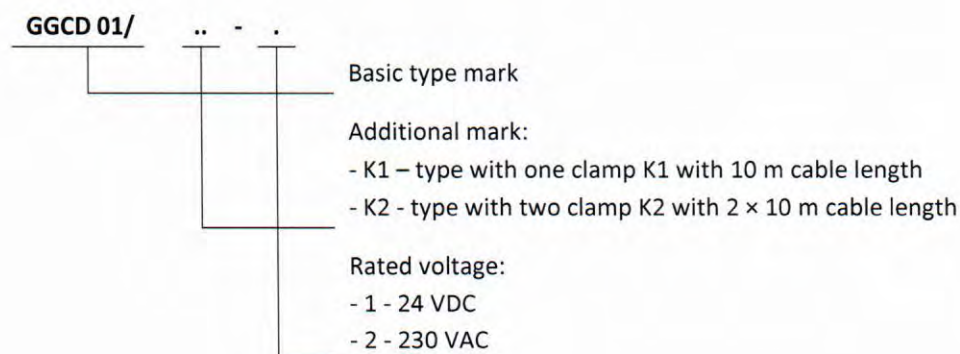 GGCD 01/ .. - .
Basic type mark
Additional mark:
- K1 – type with one clamp K1 with 10 m cable length
- K2 - type with two clamp K2 with 2 × 10 m cable length
Rated voltage:
- 1 - 24 VDC
- 2 - 230 VAC